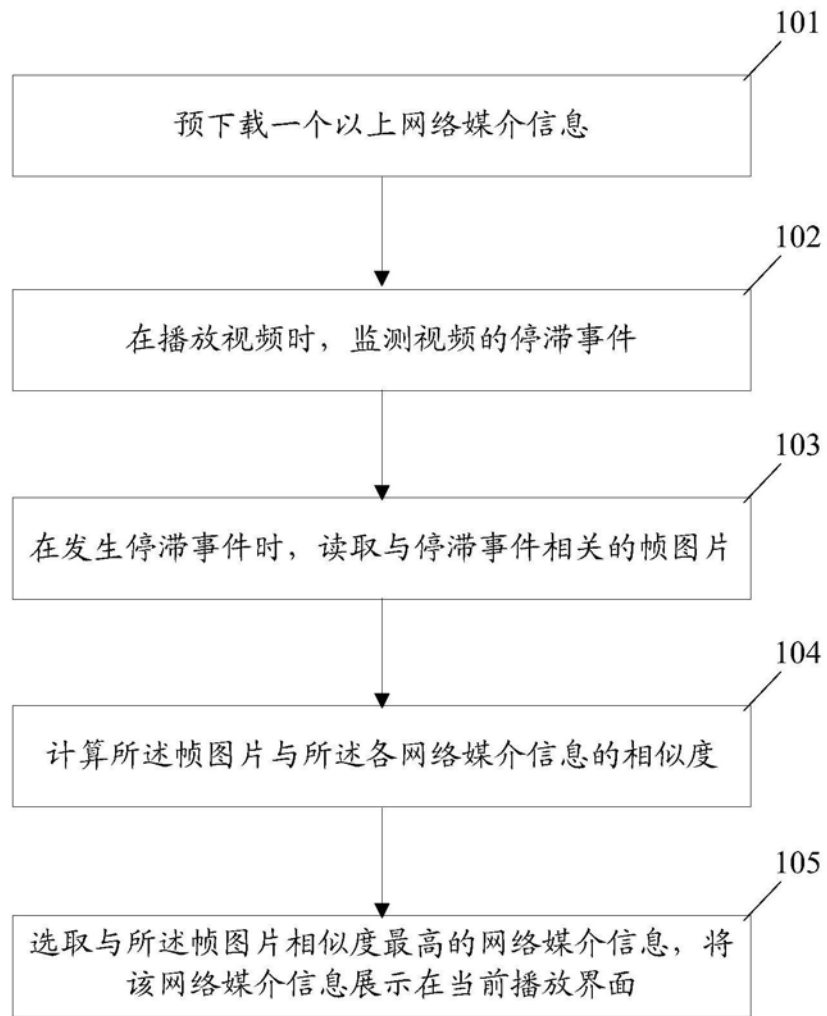 101
预下载一个以上网络媒介信息
102
在播放视频时，监测视频的停滞事件
103
在发生停滞事件时，读取与停滞事件相关的帧图片
104
计算所述帧图片与所述各网络媒介信息的相似度
105
选取与所述帧图片相似度最高的网络媒介信息，将
该网络媒介信息展示在当前播放界面